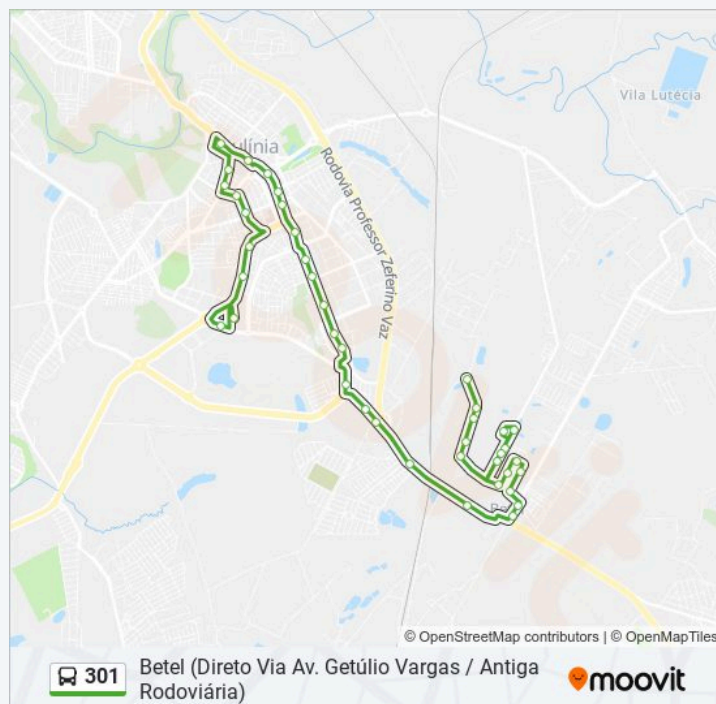 Vila Lutécia
ulínia
Rodovia Professor Zeferino Vaz
© OpenStreetMap contributors | © OpenMapTiles
301
Betel (Direto Via Av. Getúlio Vargas / Antiga
Rodoviária)
moovit